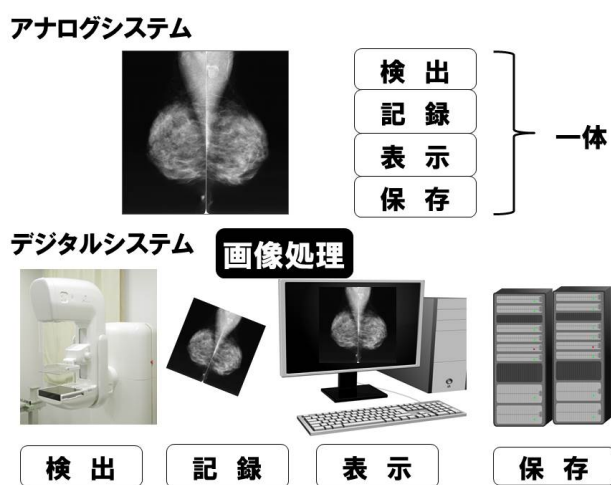 アナログシステム
検 出
記 録
表 示
保 存
一体
デジタルシステム
画像処理
検 出
記 録
表 示
保 存